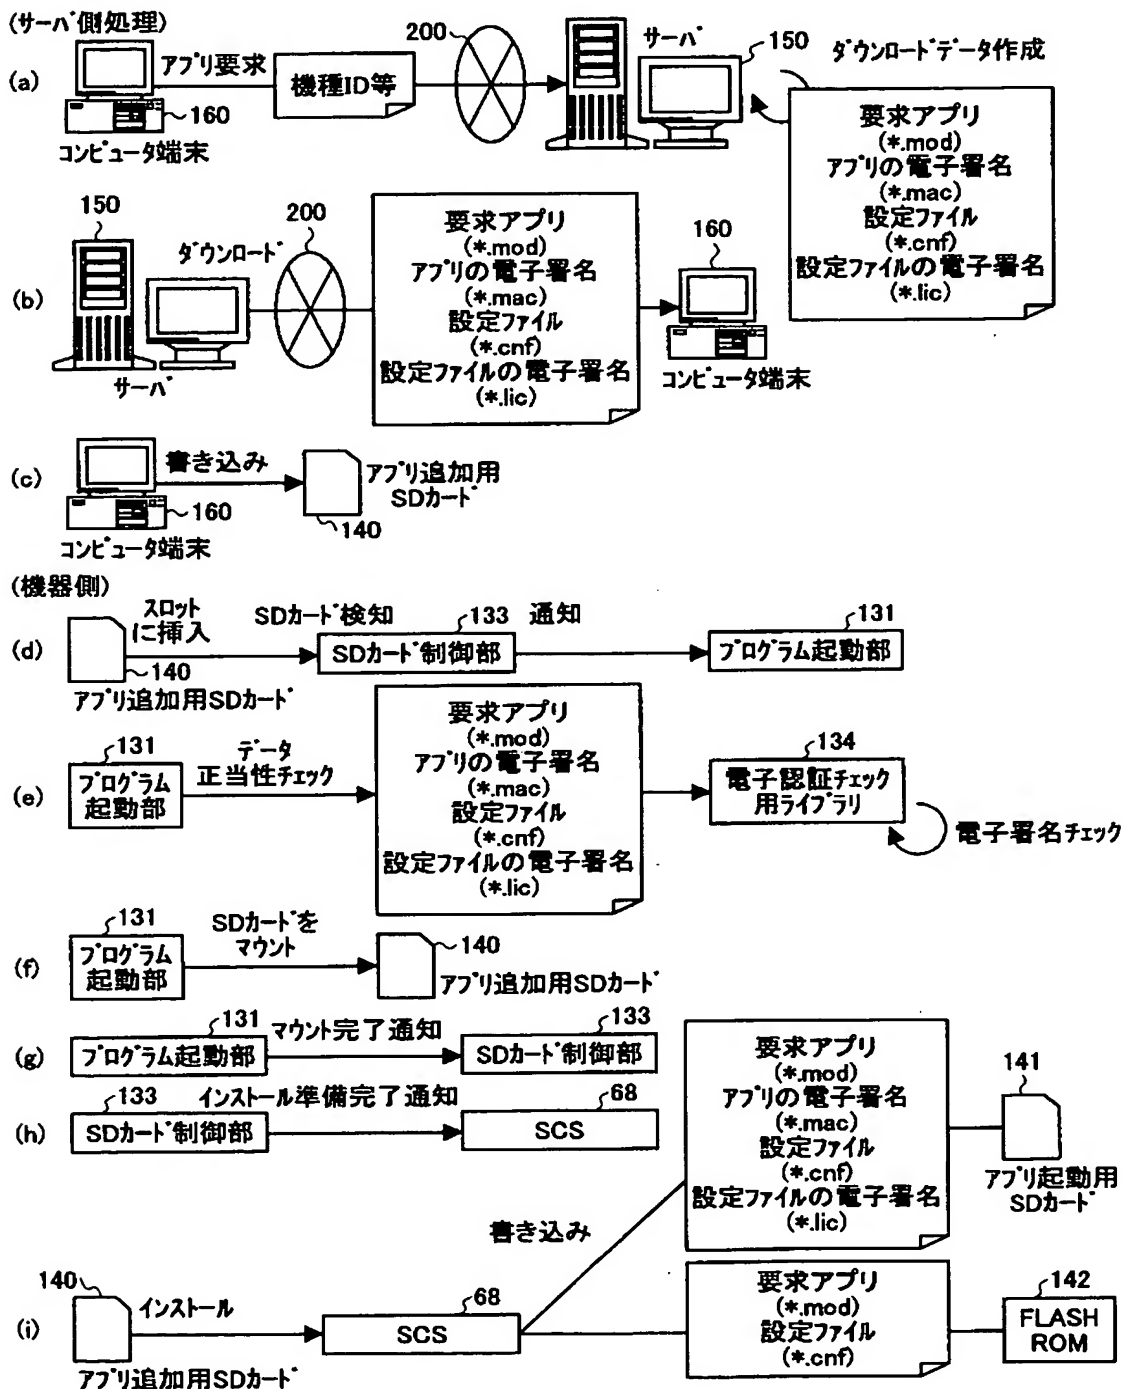 (サーバ側処理)
(a)
アプリ要求
機種ID等
200
サーバ
150
ダウンロードデータ作成
160
コンピュータ端末
要求アプリ
(*.mod)
アプリの電子署名
(*.mac)
設定ファイル
(*.cnf)
設定ファイルの電子署名
(*.lic)
(b)
150
ダウンロード
200
サーバ
要求アプリ
(*.mod)
アプリの電子署名
(*.mac)
設定ファイル
(*.cnf)
設定ファイルの電子署名
(*.lic)
160
コンピュータ端末
(c)
書き込み
160
コンピュータ端末
アプリ追加用
SDカード
140
(機器側)
(d)
スロット
に挿入
140
アプリ追加用SDカード
SDカード検知
133
SDカード制御部
通知
131
プログラム起動部
(e)
131
プログラム
起動部
データ
正当性チェック
要求アプリ
(*.mod)
アプリの電子署名
(*.mac)
設定ファイル
(*.cnf)
設定ファイルの電子署名
(*.lic)
134
電子認証チェック
用ライブラリ
電子署名チェック
(f)
131
プログラム
起動部
SDカードを
マウント
140
アプリ追加用SDカード
(g)
131
プログラム起動部
マウント完了通知
133
SDカード制御部
(h)
133
SDカード制御部
インストール準備完了通知
68
SCS
要求アプリ
(*.mod)
アプリの電子署名
(*.mac)
設定ファイル
(*.cnf)
設定ファイルの電子署名
(*.lic)
141
アプリ起動用
SDカード
書き込み
(i)
140
インストール
アプリ追加用SDカード
68
SCS
要求アプリ
(*.mod)
設定ファイル
(*.cnf)
142
FLASH
ROM